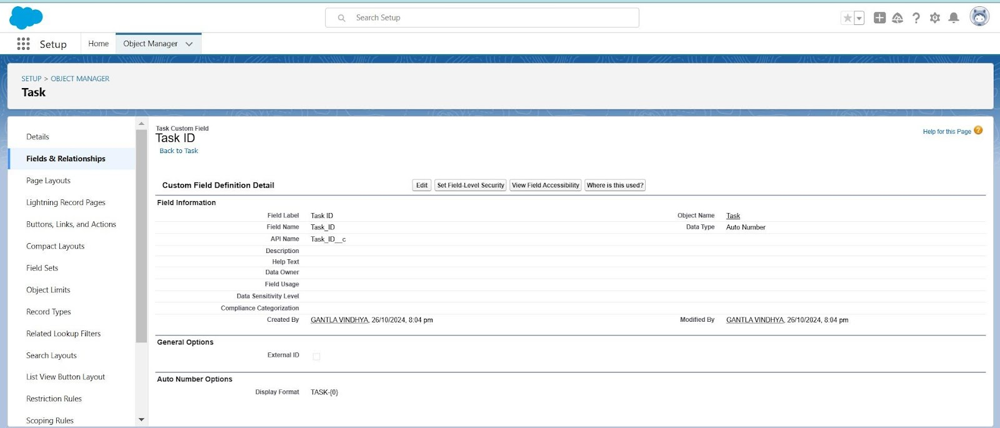 Search Setup
Setup
Home
Object Manager
SETUP > OBJECT MANAGER
Task
Details
Fields & Relationships
Page Layouts
Lightning Record Pages
Buttons, Links, and Actions
Compact Layouts
Field Sets
Object Limits
Record Types
Related Lookup Filters
Search Layouts
List View Button Layout
Restriction Rules
Scoping Rules
Task Custom Field
Task ID
Back to Task
Help for this Page ?
Custom Field Definition Detail
Edit
Set Field-Level Security
View Field Accessibility
Where is this used?
Field Information
Field Label Task ID Object Name Task
Field Name Task_ID Data Type Auto Number
API Name Task_ID__c
Description
Help Text
Data Owner
Field Usage
Data Sensitivity Level
Compliance Categorization
Created By GANTLA VINDHYA, 26/10/2024, 8:04 pm Modified By GANTLA VINDHYA, 26/10/2024, 8:04 pm
General Options
External ID
Auto Number Options
Display Format TASK-{0}